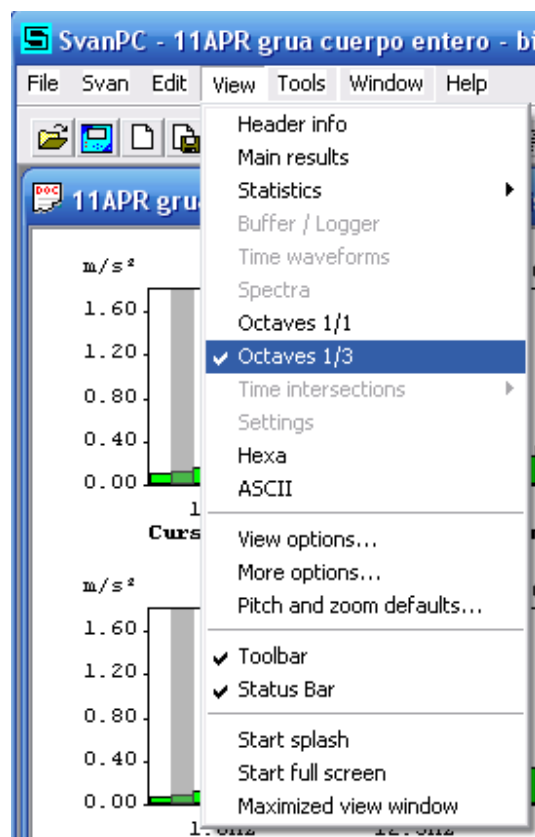 SvanPC - 11APR grua cuerpo entero - bi
File Svan Edit View Tools Window Help
DOC
11APR gru
Header info
Main results
Statistics
Buffer / Logger
Time waveforms
Spectra
Octaves 1/1
Octaves 1/3
Time intersections
Settings
Hexa
ASCII
View options...
More options...
Pitch and zoom defaults...
Toolbar
Status Bar
Start splash
Start full screen
Maximized view window
m/s²
1.60
1.20
0.80
0.40
0.00
1
Curs
m/s²
1.60
1.20
0.80
0.40
0.00